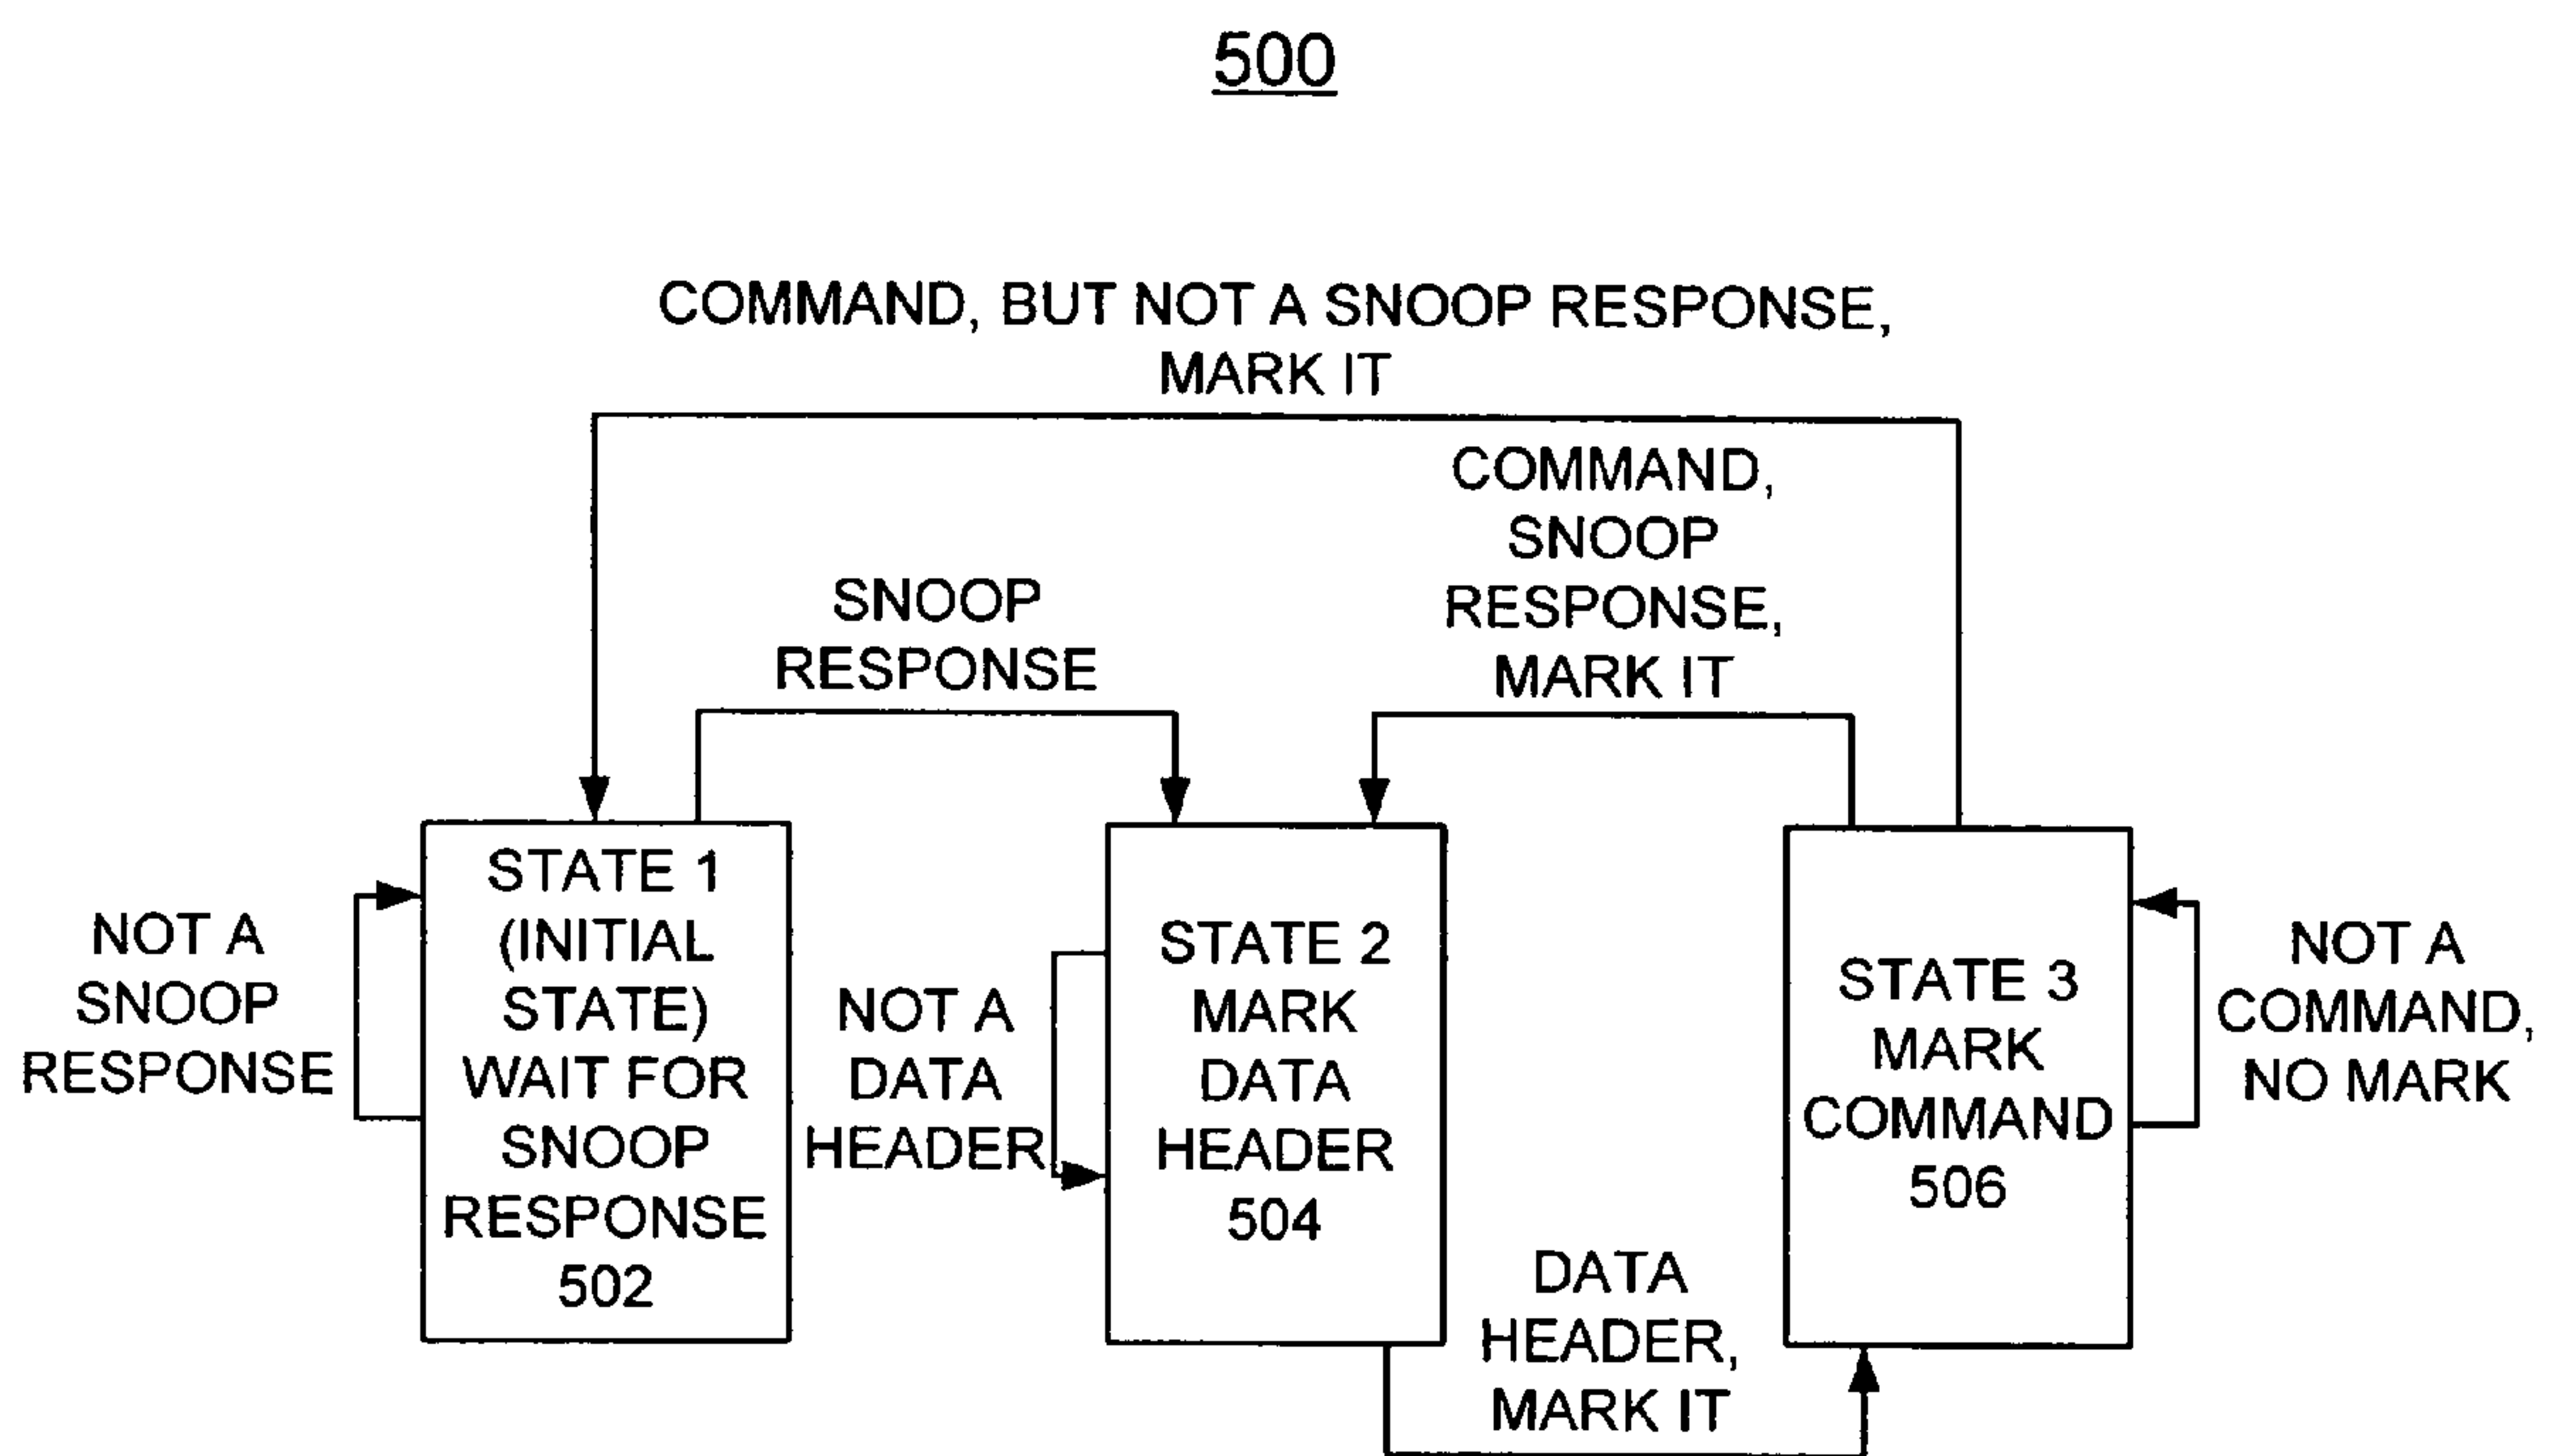 500
COMMAND, BUT NOT A SNOOP RESPONSE,
MARK IT
COMMAND,
SNOOP
RESPONSE,
MARK IT
SNOOP
RESPONSE
NOT A
SNOOP
RESPONSE
STATE 1
(INITIAL
STATE)
WAIT FOR
SNOOP
RESPONSE
502
NOT A
DATA
HEADER
STATE 2
MARK
DATA
HEADER
504
DATA
HEADER,
MARK IT
STATE 3
MARK
COMMAND
506
NOT A
COMMAND,
NO MARK